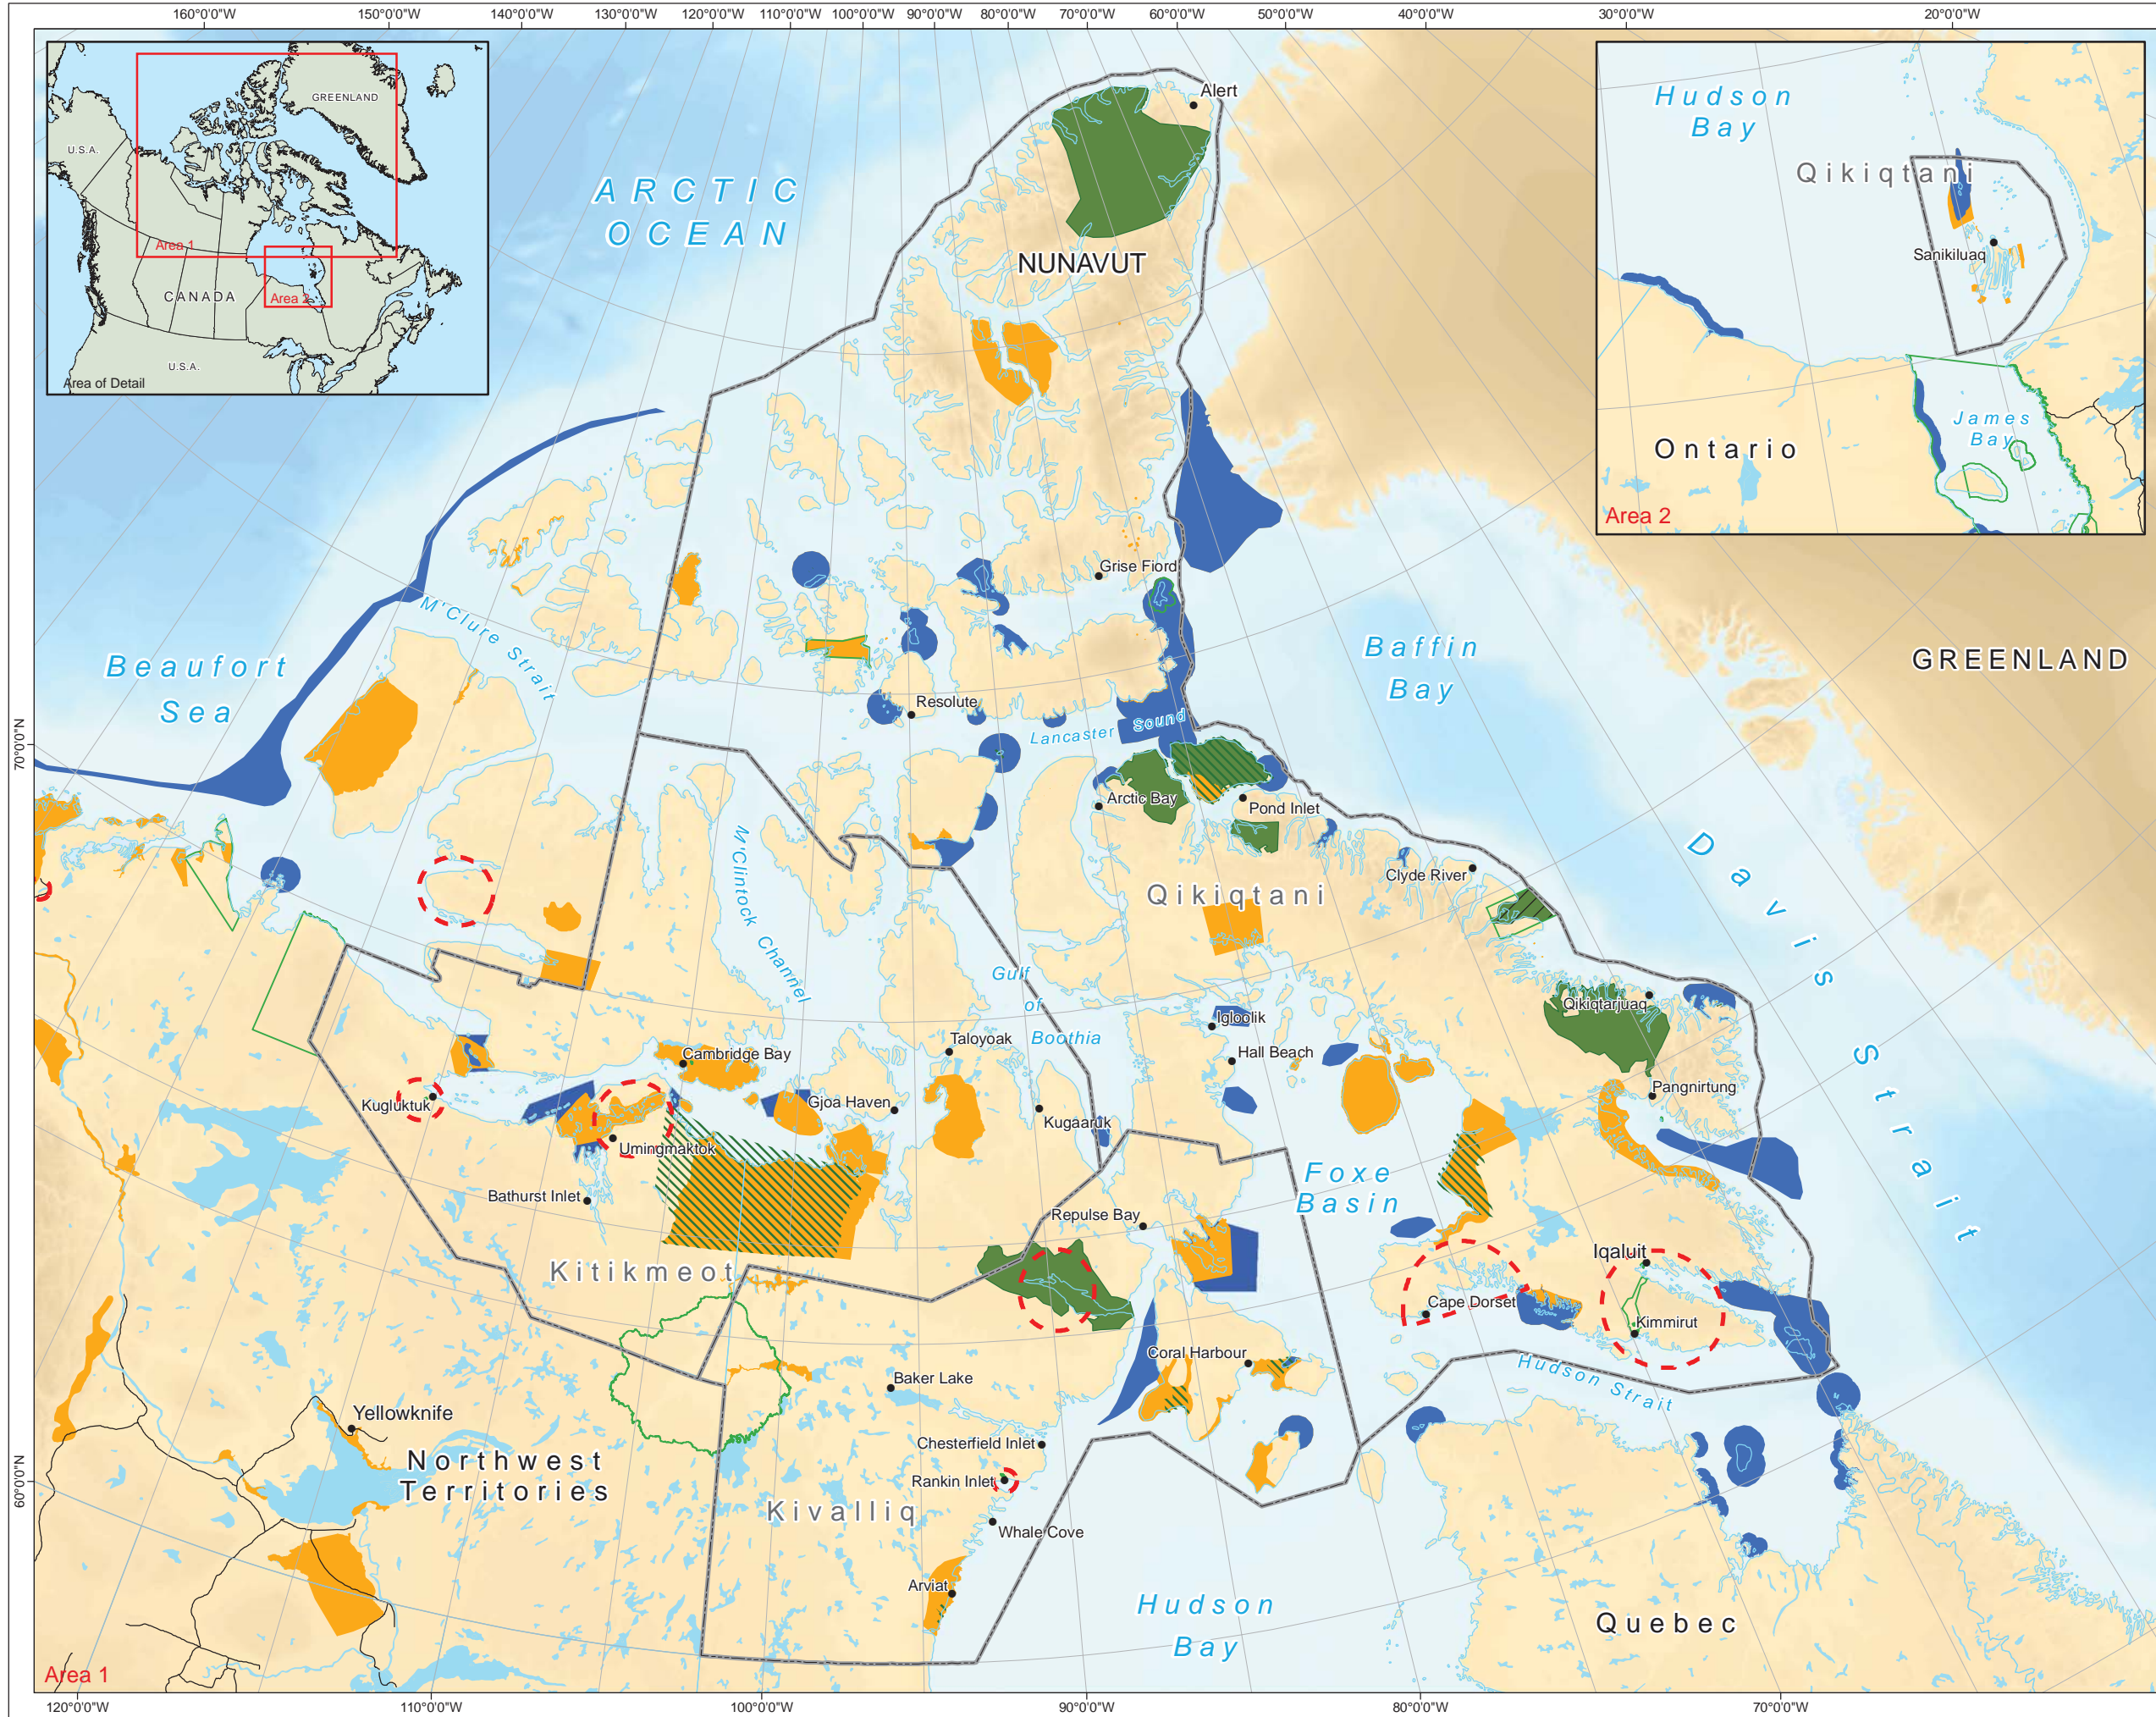 160°0'0"W
150°0'0"W
140°0'0"W
130°0'0"W
120°0'0"W
110°0'0"W
100°0'0"W
90°0'0"W
80°0'0"W
70°0'0"W
60°0'0"W
50°0'0"W
40°0'0"W
30°0'0"W
20°0'0"W
GREENLAND
U.S.A.
Area 1
CANADA
Area 2
U.S.A.
Area of Detail
Hudson
Bay
Qikiqtani
Sanikiluaq
James
Bay
Ontario
Area 2
Alert
ARCTIC
OCEAN
NUNAVUT
Grise Fiord
M'Clure Strait
Beaufort
Sea
Baffin
Bay
GREENLAND
Resolute
Lancaster Sound
70°0'0"N
Arctic Bay
Pond Inlet
Clyde River
Qikiqtani
M'Clintock Channel
Davis Strait
Gulf
of
Boothia
Qikiqtarjuaq
Igloolik
Taloyoak
Hall Beach
Cambridge Bay
Pangnirtung
Kugluktuk
Gjoa Haven
Kugaaruk
Umingmaktok
Bathurst Inlet
Foxe
Basin
Repulse Bay
Kitikmeot
Iqaluit
Cape Dorset
Kimmirut
Coral Harbour
Hudson Strait
Baker Lake
Yellowknife
Northwest
Territories
Chesterfield Inlet
Rankin Inlet
60°0'0"N
Kivalliq
Whale Cove
Arviat
Hudson
Bay
Quebec
Area 1
120°0'0"W
110°0'0"W
100°0'0"W
90°0'0"W
80°0'0"W
70°0'0"W